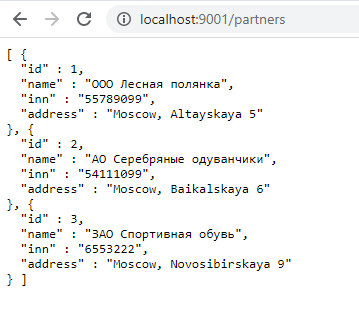 localhost:9001/partners
[ {
  "id" : 1,
  "name" : "ООО Лесная полянка",
  "inn" : "55789099",
  "address" : "Moscow, Altayskaya 5"
}, {
  "id" : 2,
  "name" : "АО Серебряные одуванчики",
  "inn" : "54111099",
  "address" : "Moscow, Baikalskaya 6"
}, {
  "id" : 3,
  "name" : "ЗАО Спортивная обувь",
  "inn" : "6553222",
  "address" : "Moscow, Novosibirskaya 9"
} ]